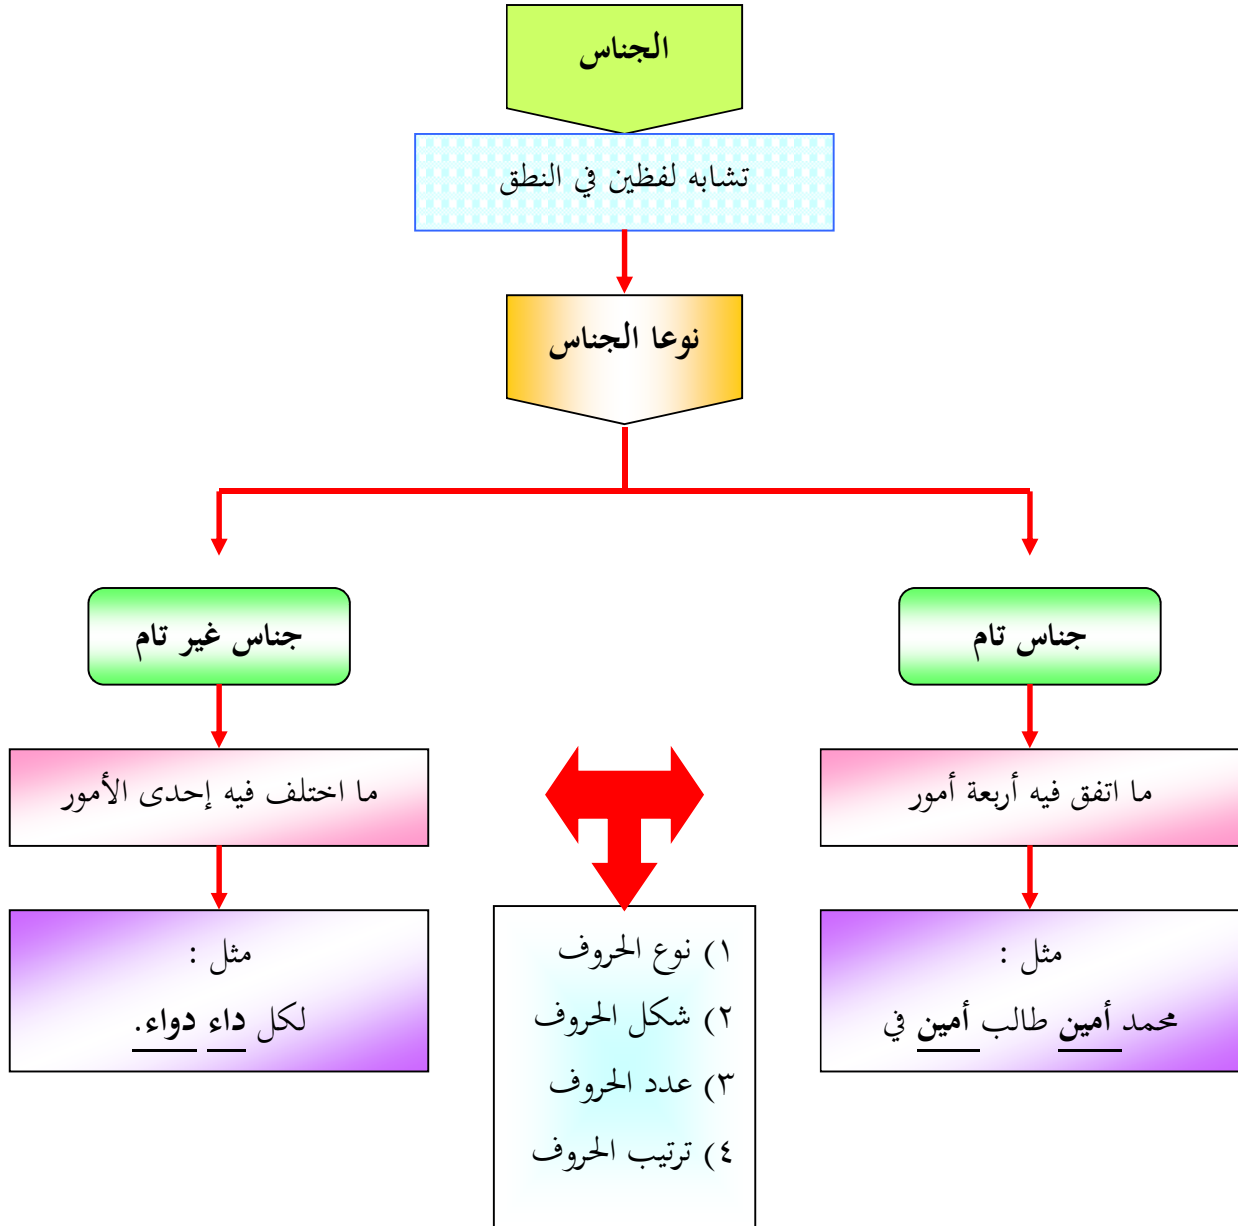 الجناس
تشابه لفظين في النطق
نوعا الجناس
جناس تام
جناس غير تام
ما اتفق فيه أربعة أمور
ما اختلف فيه إحدى الأمور
مثل :
محمد أمين طالب أمين في
مثل :
لكل داء دواء.
١) نوع الحروف
٢) شكل الحروف
٣) عدد الحروف
٤) ترتيب الحروف